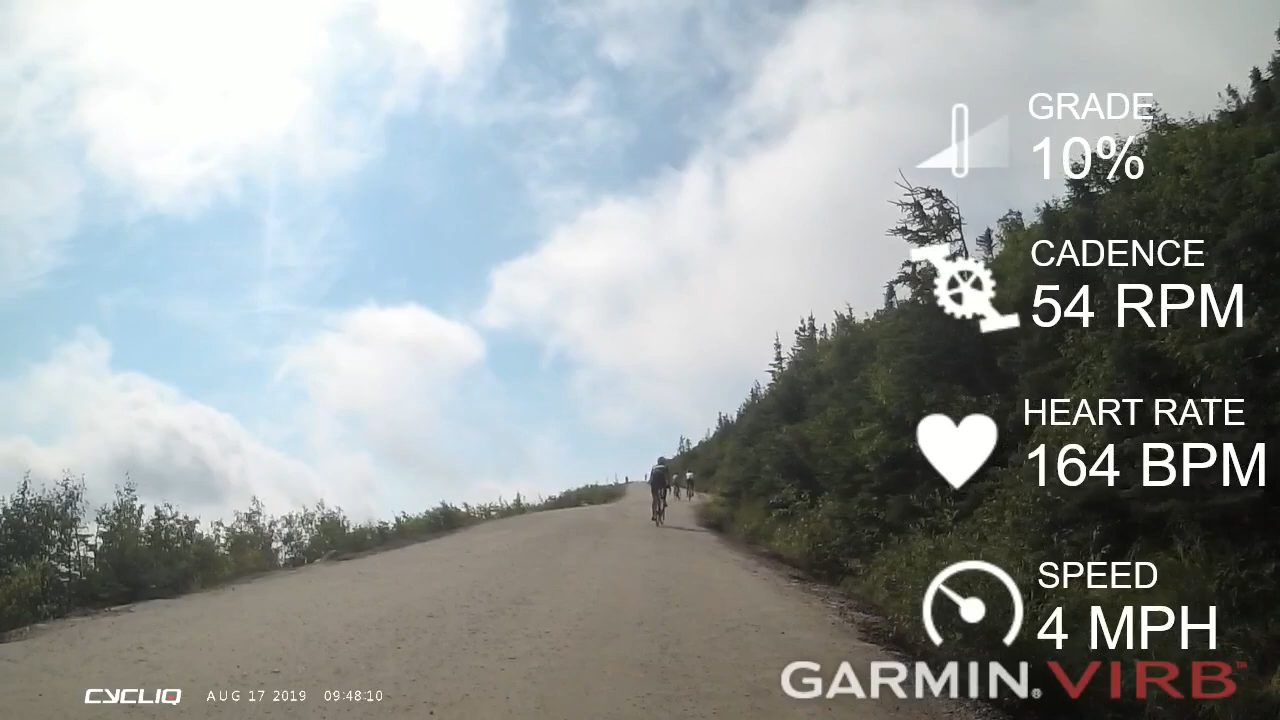 GRADE
10%
CADENCE
54 RPM
HEART RATE
164 BPM
SPEED
4 MPH
GARMIN® VIRB™
CYCLIQ AUG 17 2019 09:48:10